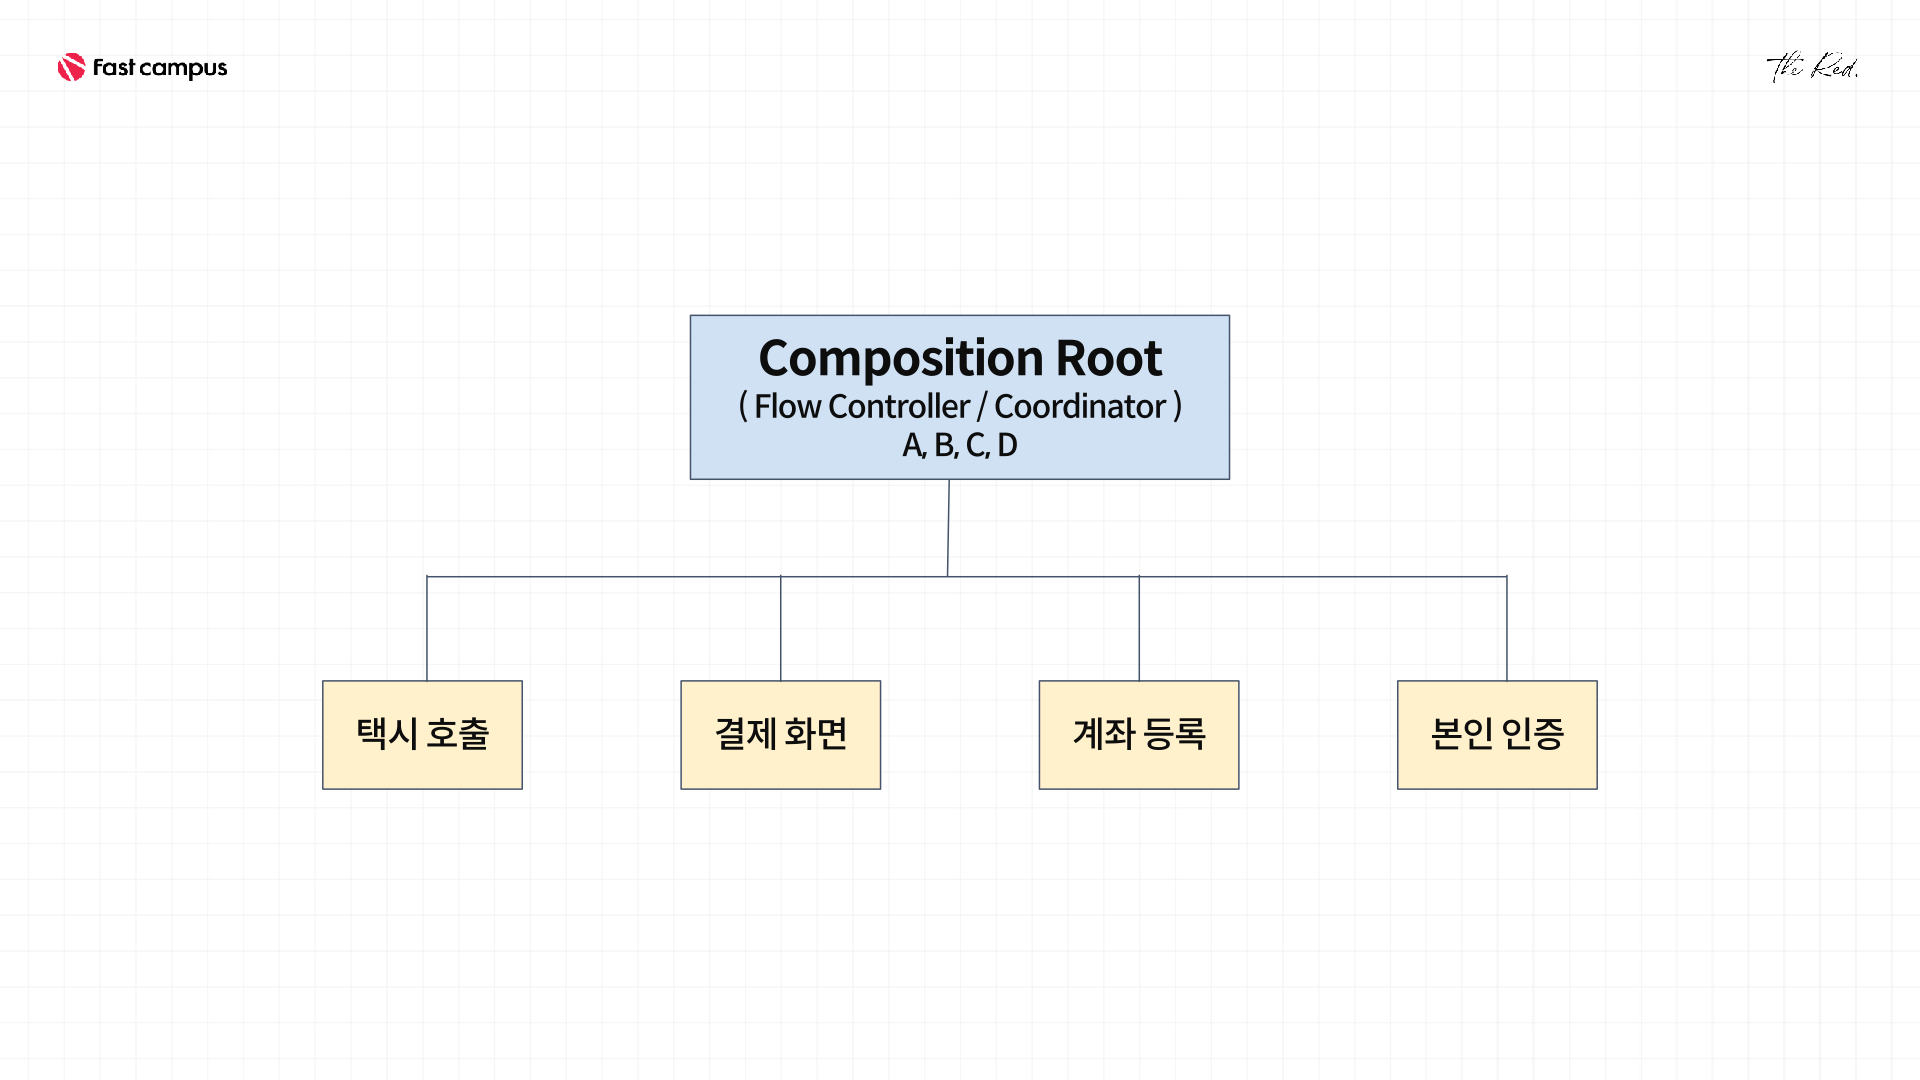 Fast campus
The Red.
Composition Root
( Flow Controller / Coordinator )
A, B, C, D
택시 호출
결제 화면
계좌 등록
본인 인증